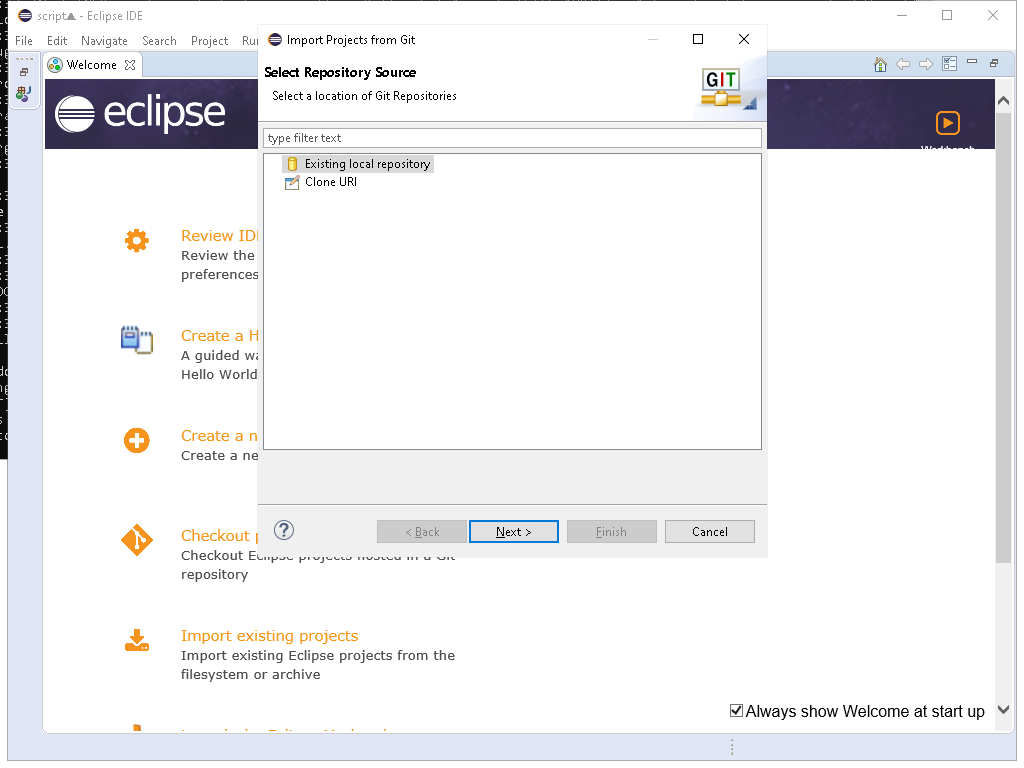 script▲ - Eclipse IDE
File Edit Navigate Search Project Ru
Welcome
eclipse
Workbench
Import Projects from Git
Select Repository Source
Select a location of Git Repositories
GIT
type filter text
Existing local repository
Clone URI
? < Back Next > Finish Cancel
Review ID
Review the
preferences
Create a H
A guided wa
Hello World
Create a n
Create a ne
Checkout p
Checkout Eclipse projects hosted in a Git
repository
Import existing projects
Import existing Eclipse projects from the
filesystem or archive
Always show Welcome at start up